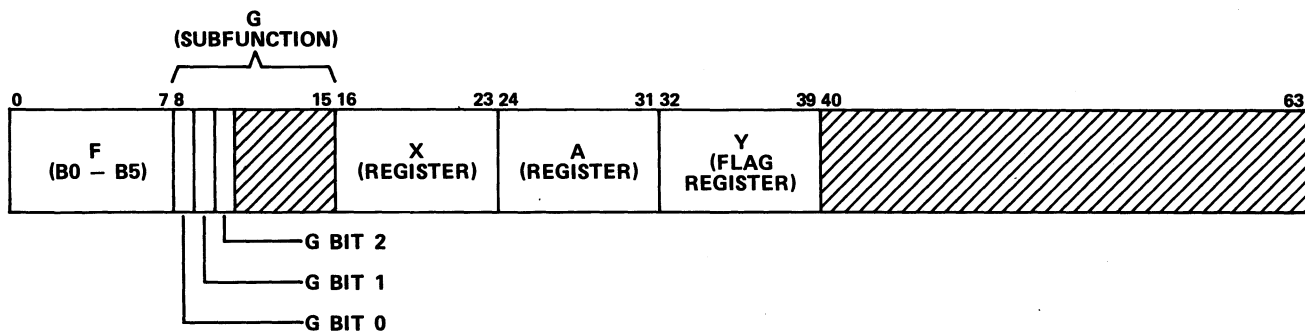 G
(SUBFUNCTION)
0 7 8 15 16 23 24 31 32 39 40 63
F
(B0 – B5)
X
(REGISTER)
A
(REGISTER)
Y
(FLAG
REGISTER)
G BIT 2
G BIT 1
G BIT 0